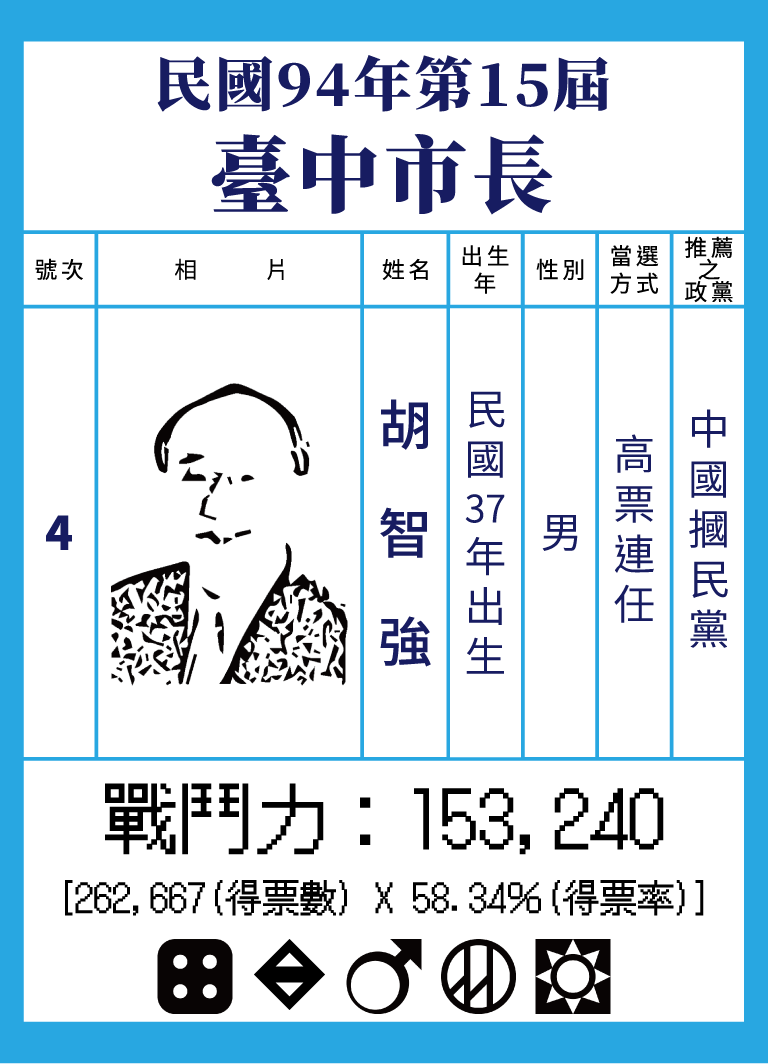 民國94年第15屆
臺中市長
號次
相片
姓名
出生年
性別
當選方式
推薦之政黨
4
胡智強
民國37年出生
男
高票連任
中國摑民黨
戰鬥力：153,240
[262,667(得票數) X 58.34%(得票率)]